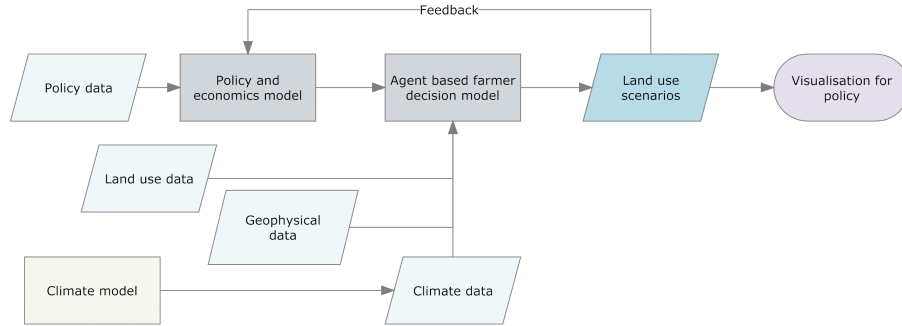 Feedback
Policy data
Policy and
economics model
Agent based farmer
decision model
Land use
scenarios
Visualisation for
policy
Land use data
Geophysical
data
Climate model
Climate data